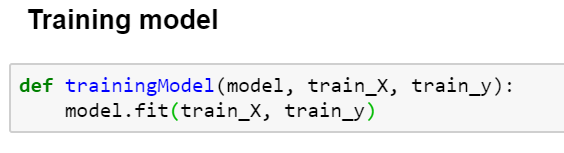 Training model
def trainingModel(model, train_X, train_y):
    model.fit(train_X, train_y)